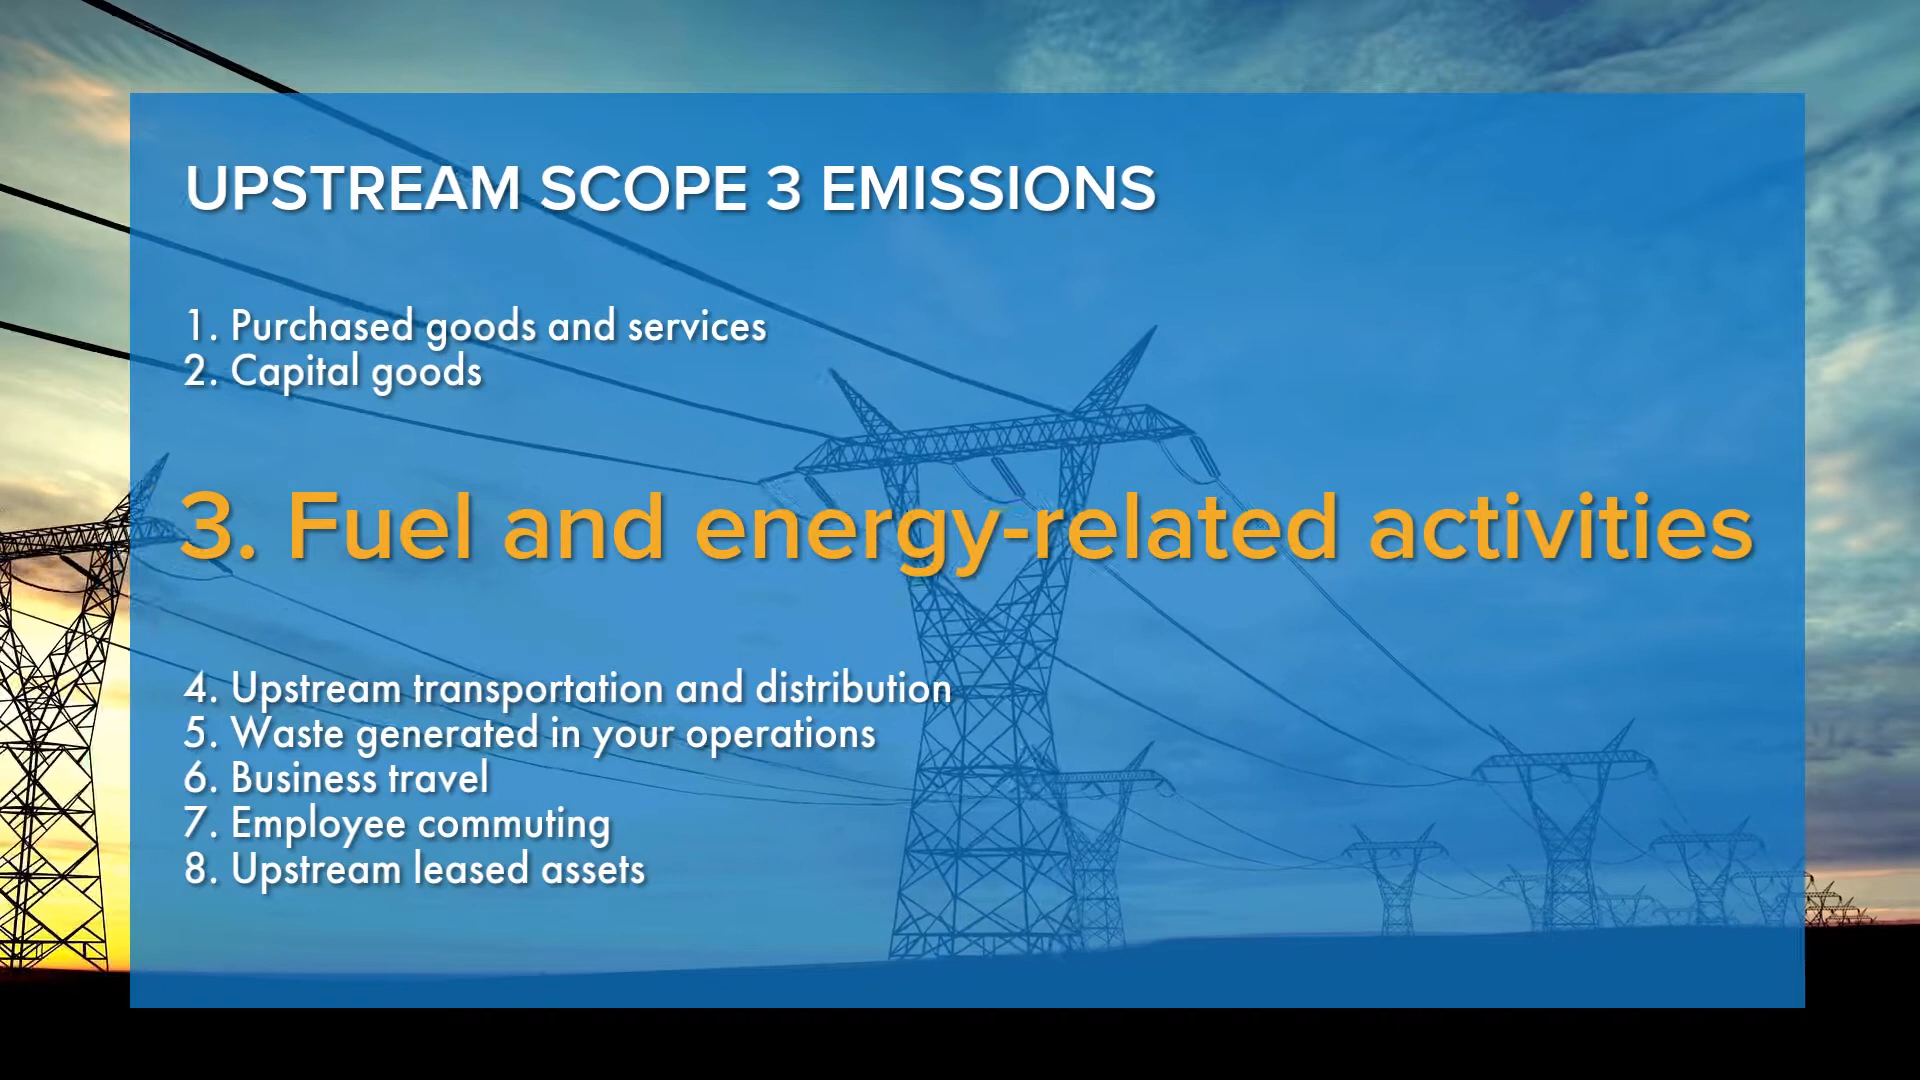 UPSTREAM SCOPE 3 EMISSIONS
1. Purchased goods and services
2. Capital goods
3. Fuel and energy-related activities
4. Upstream transportation and distribution
5. Waste generated in your operations
6. Business travel
7. Employee commuting
8. Upstream leased assets